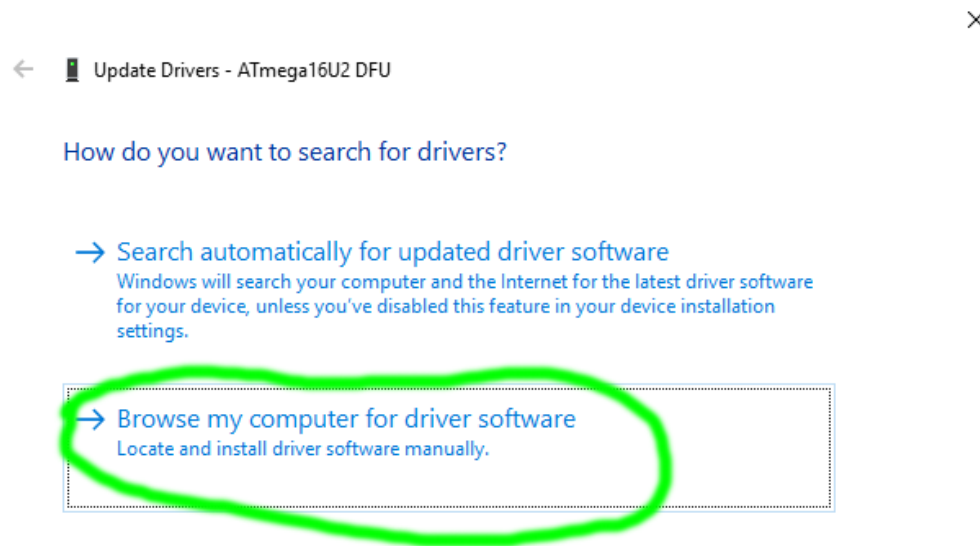 Update Drivers - ATmega16U2 DFU
How do you want to search for drivers?
Search automatically for updated driver software
Windows will search your computer and the Internet for the latest driver software
for your device, unless you've disabled this feature in your device installation
settings.
Browse my computer for driver software
Locate and install driver software manually.